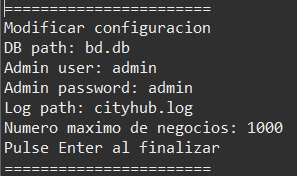 ========================
Modificar configuracion
DB path: bd.db
Admin user: admin
Admin password: admin
Log path: cityhub.log
Numero maximo de negocios: 1000
Pulse Enter al finalizar
========================